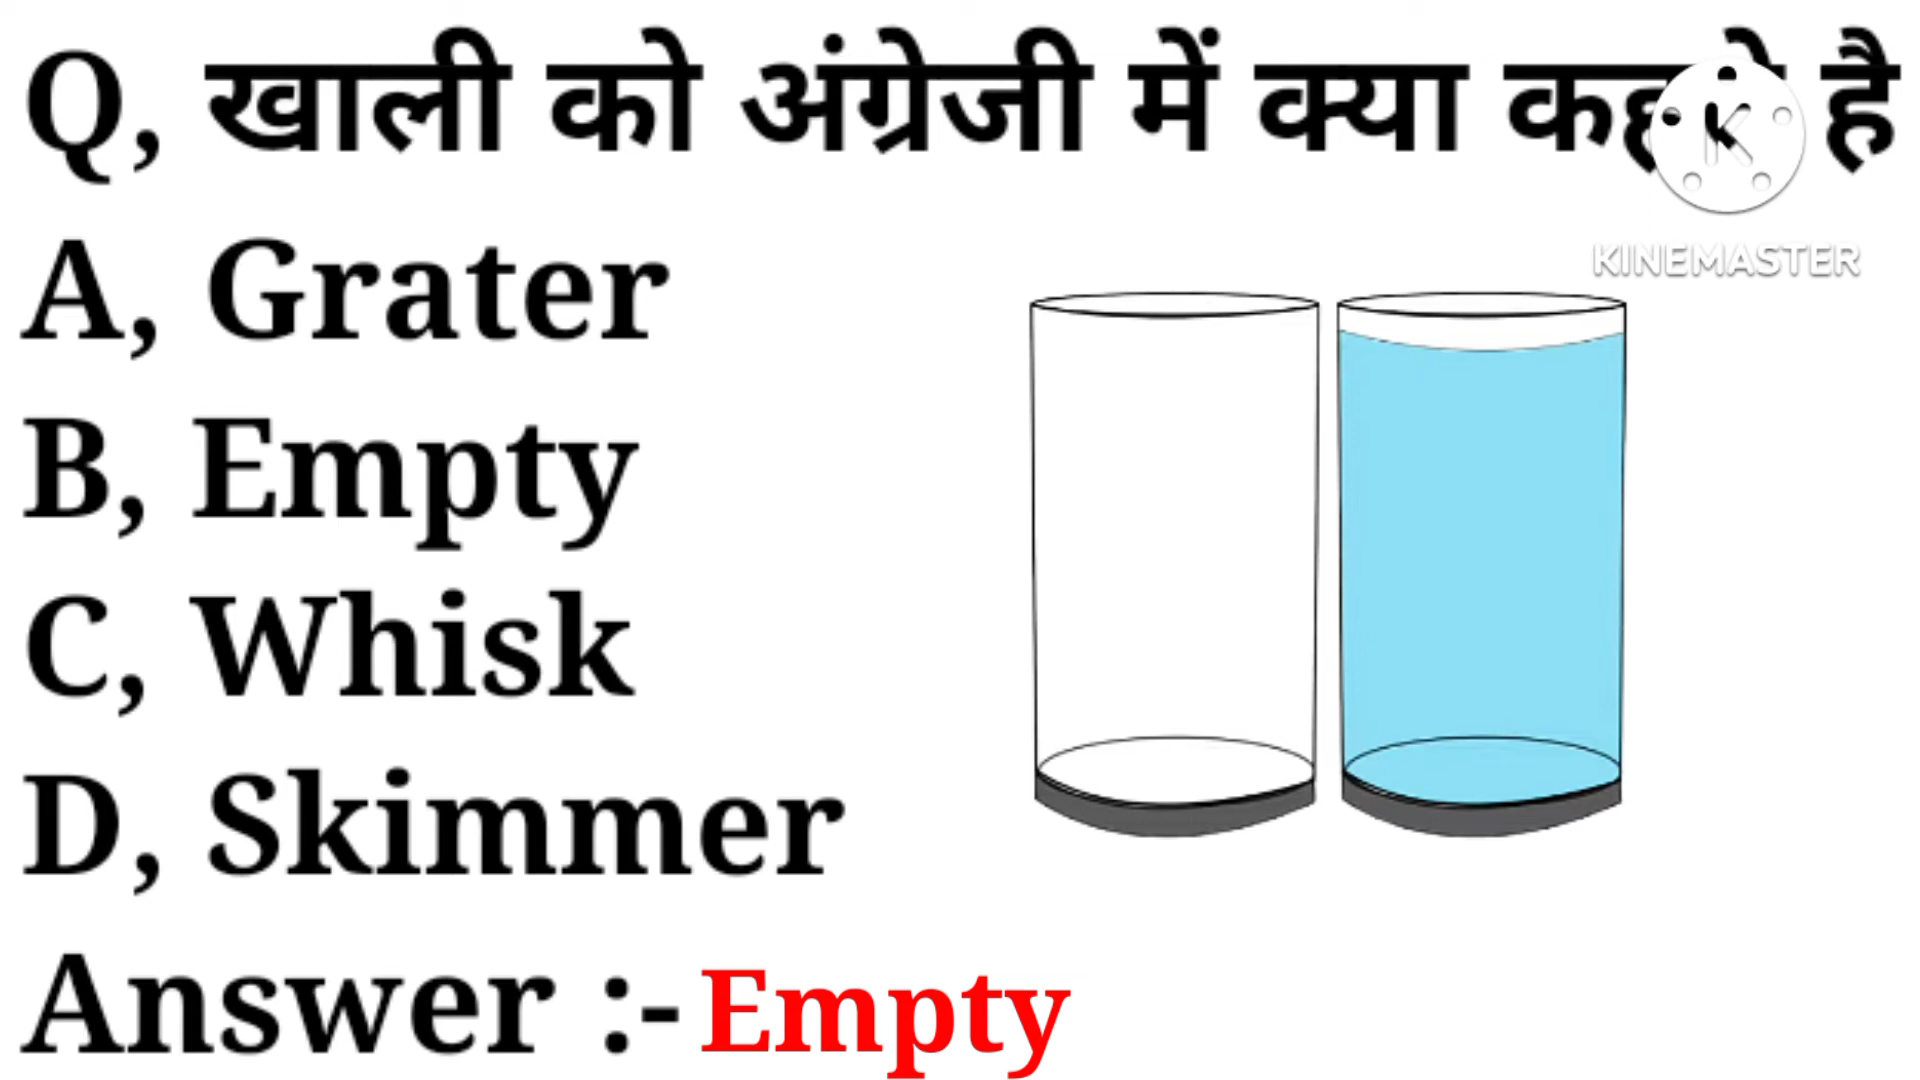 Q, खाली को अंग्रेजी में क्या है
KINEMASTER
A, Grater
B, Empty
C, Whisk
D, Skimmer
Answer :- Empty